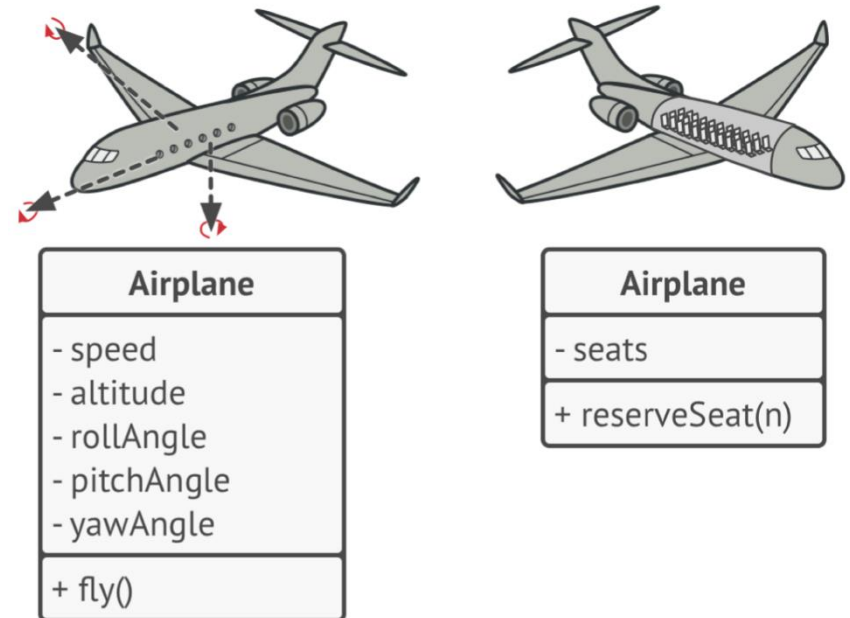 Airplane
- speed
- altitude
- rollAngle
- pitchAngle
- yawAngle
+ fly()
Airplane
- seats
+ reserveSeat(n)